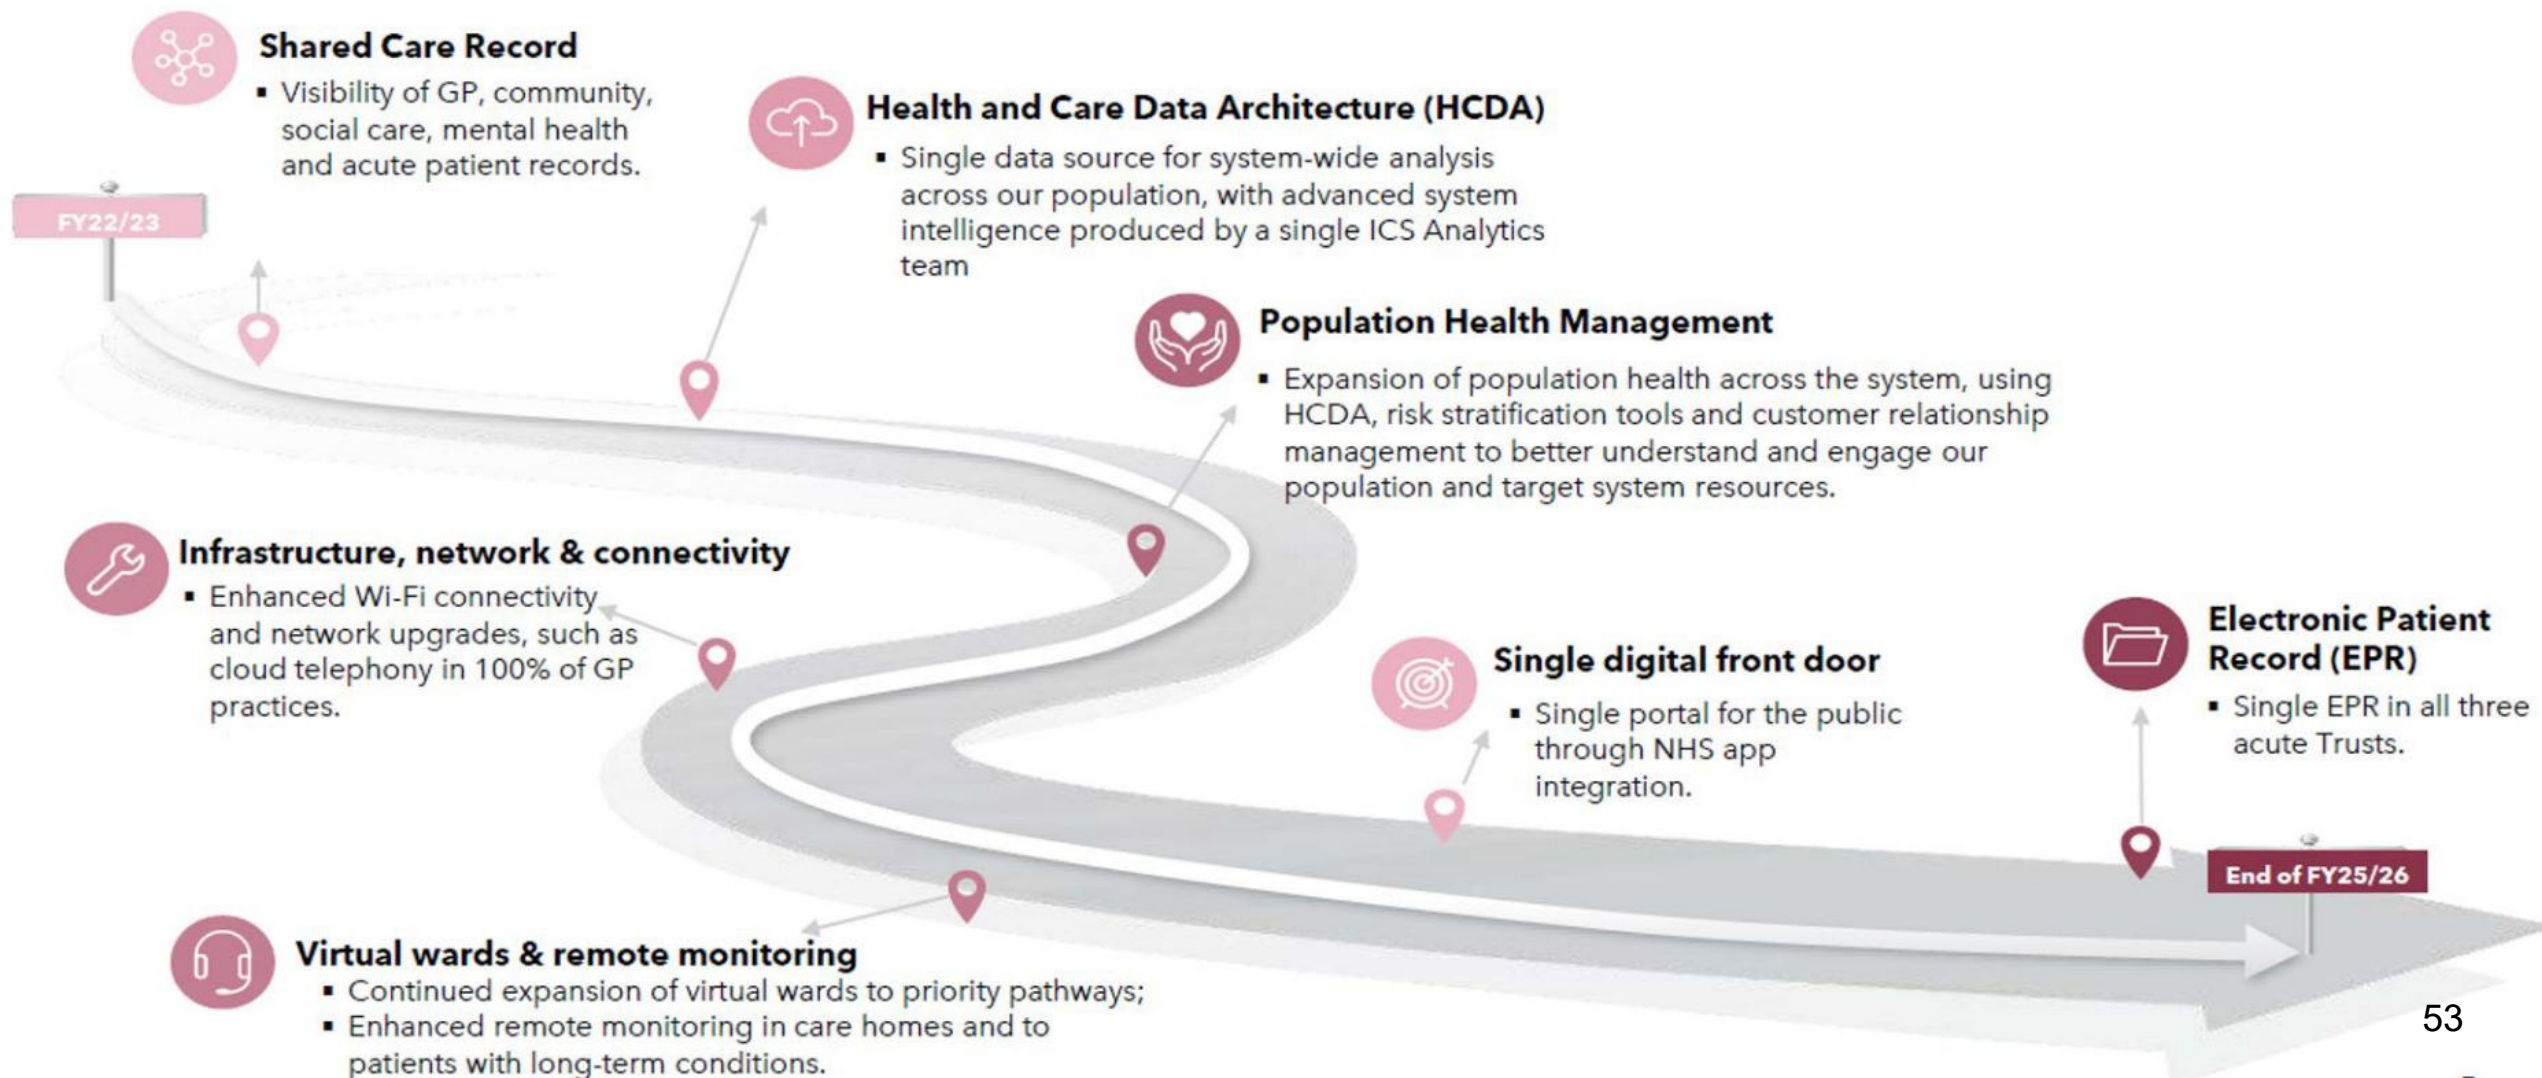 Shared Care Record
▪ Visibility of GP, community,
social care, mental health
and acute patient records.
FY22/23
Health and Care Data Architecture (HCDA)
▪ Single data source for system-wide analysis
across our population, with advanced system
intelligence produced by a single ICS Analytics
team
Population Health Management
▪ Expansion of population health across the system, using
HCDA, risk stratification tools and customer relationship
management to better understand and engage our
population and target system resources.
Infrastructure, network & connectivity
▪ Enhanced Wi-Fi connectivity
and network upgrades, such as
cloud telephony in 100% of GP
practices.
Single digital front door
▪ Single portal for the public
through NHS app
integration.
Electronic Patient
Record (EPR)
▪ Single EPR in all three
acute Trusts.
End of FY25/26
Virtual wards & remote monitoring
▪ Continued expansion of virtual wards to priority pathways;
▪ Enhanced remote monitoring in care homes and to
patients with long-term conditions.
53